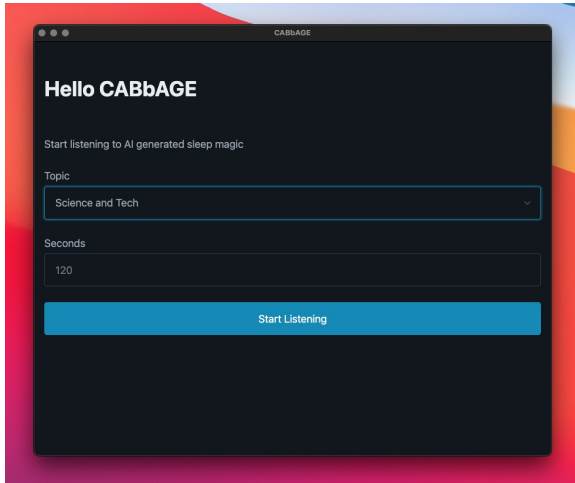 CABbAGE
Hello CABbAGE
Start listening to AI generated sleep magic
Topic
Science and Tech
Seconds
120
Start Listening